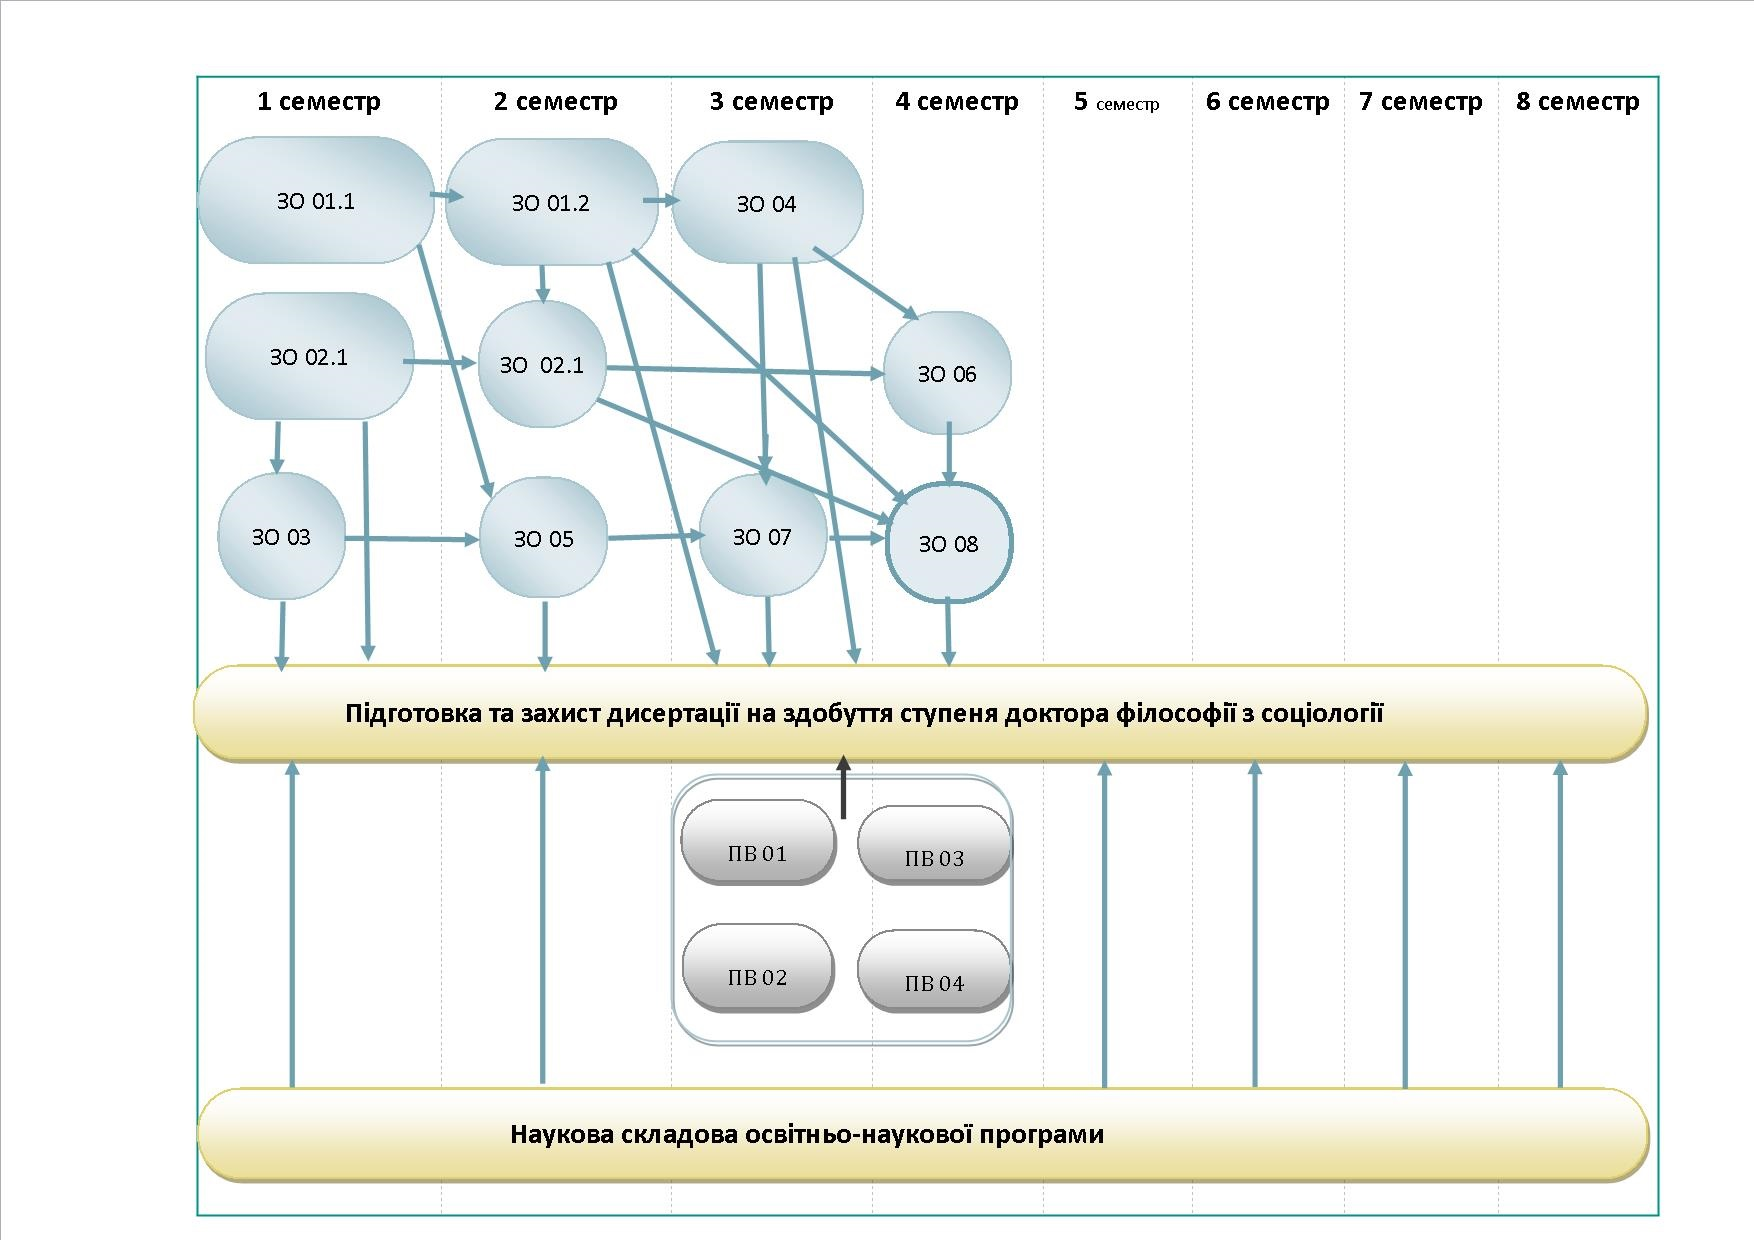 1 семестр 2 семестр 3 семестр 4 семестр 5 семестр 6 семестр 7 семестр 8 семестр
ЗО 01.1 ЗО 01.2 ЗО 04
ЗО 02.1 ЗО 02.1 ЗО 06
ЗО 03 ЗО 05 ЗО 07 ЗО 08
Підготовка та захист дисертації на здобуття ступеня доктора філософії з соціології
ПВ 01 ПВ 03
ПВ 02 ПВ 04
Наукова складова освітньо-наукової програми